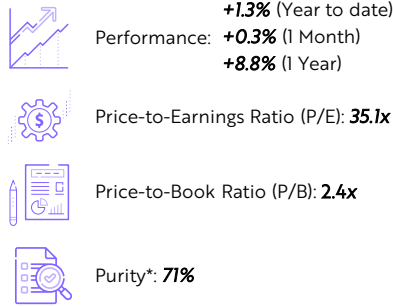 +1.3% (Year to date)
Performance: +0.3% (1 Month)
+8.8% (1 Year)
$
Price-to-Earnings Ratio (P/E): 35.1x
Price-to-Book Ratio (P/B): 2.4x
Purity*: 71%